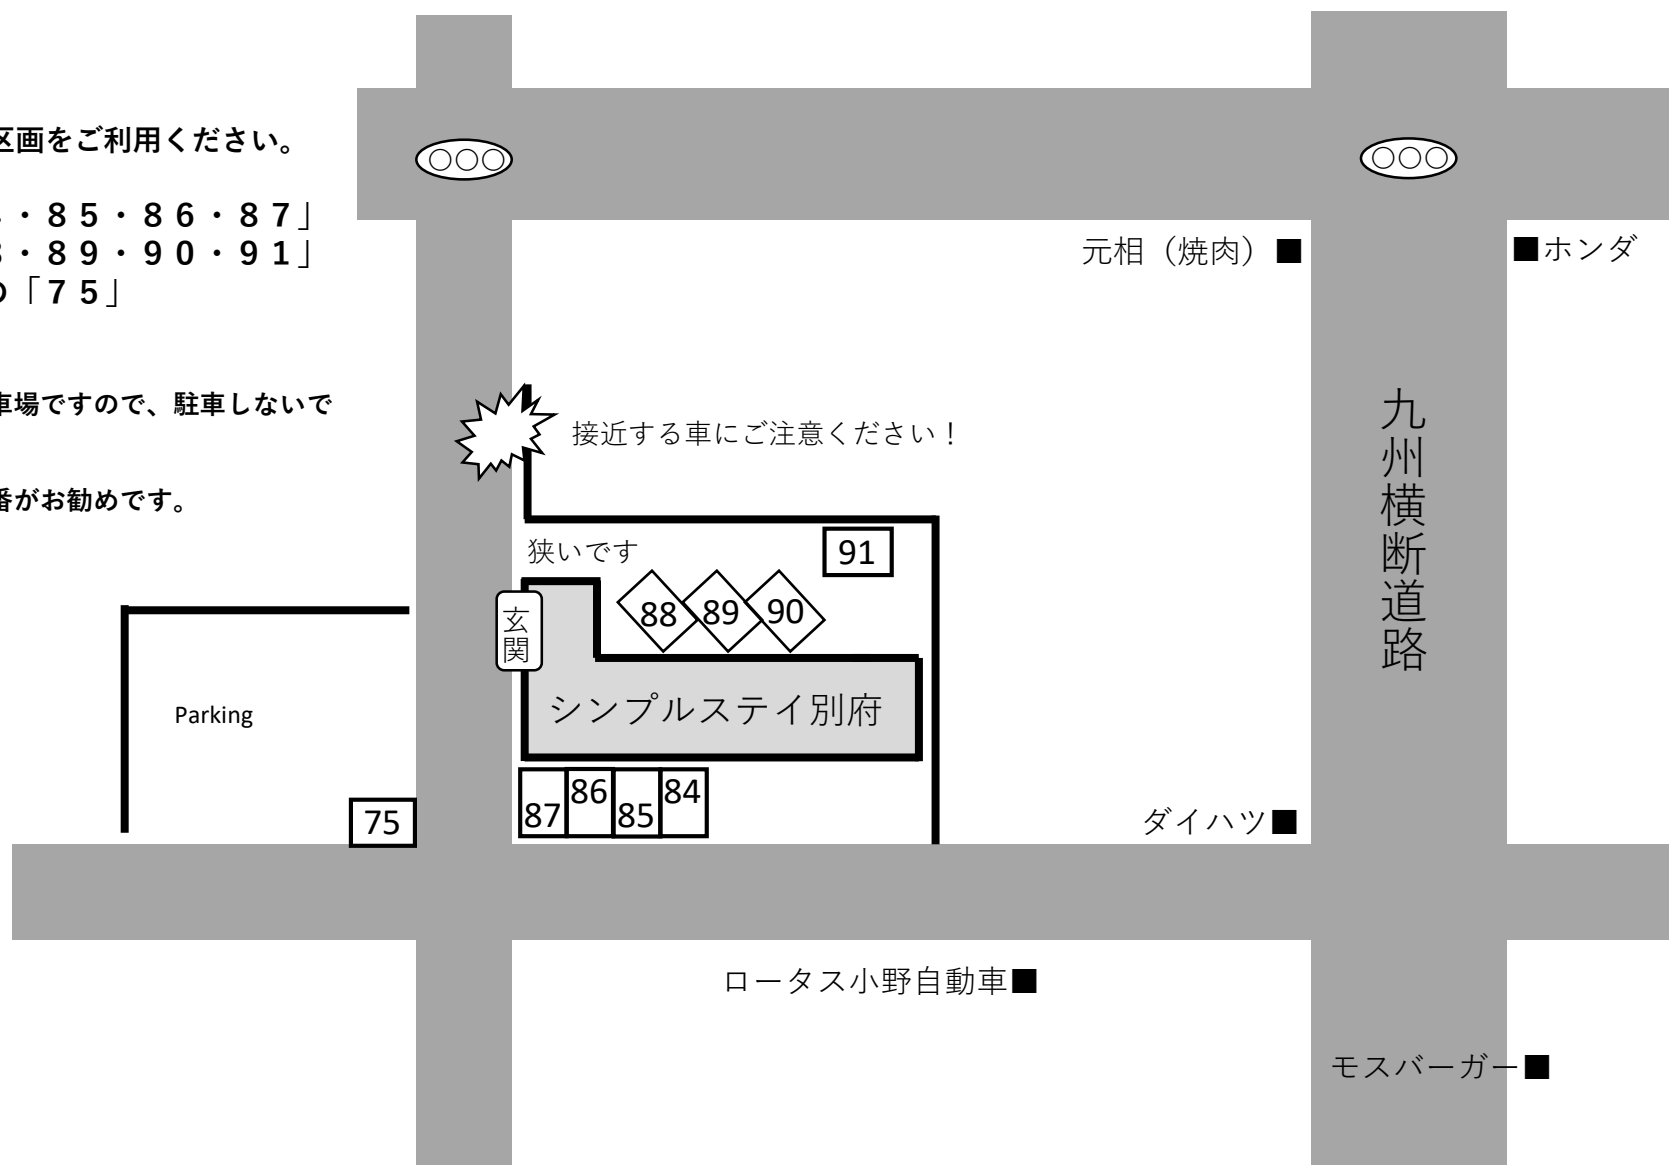 区画をご利用ください。
・８５・８６・８７」
・８９・９０・９１」
の「７５」
車場ですので、駐車しないで
番がお勧めです。
元相（焼肉）■
■ホンダ
接近する車にご注意ください！
九州横断道路
狭いです
91
88
89
90
玄関
シンプルステイ別府
Parking
75
87
86
85
84
ダイハツ■
ロータス小野自動車■
モスバーガー■